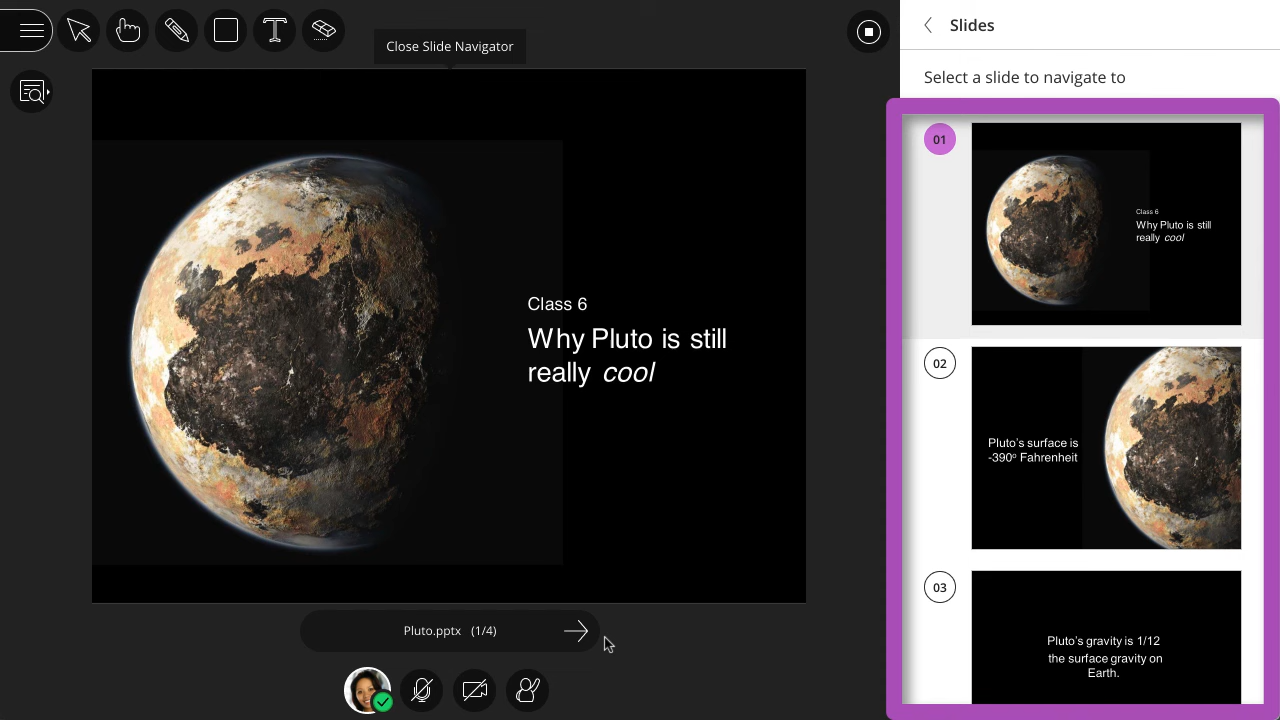 Close Slide Navigator
Class 6
Why Pluto is still
really cool
Pluto.pptx (1/4)
Slides
Select a slide to navigate to
01
Class 6
Why Pluto is still
really cool
02
Pluto's surface is
-390º Fahrenheit
03
Pluto's gravity is 1/12
the surface gravity on
Earth.